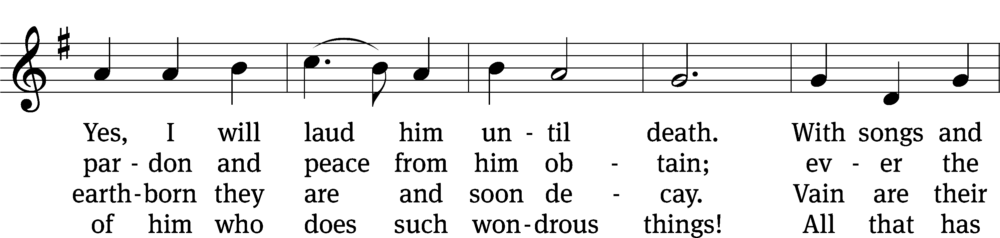 Yes, I will laud him un - til death. With songs and
par - don and peace from him ob - tain; ev - er the
earth - born they are and soon de - cay. Vain are their
of him who does such won - drous things! All that has